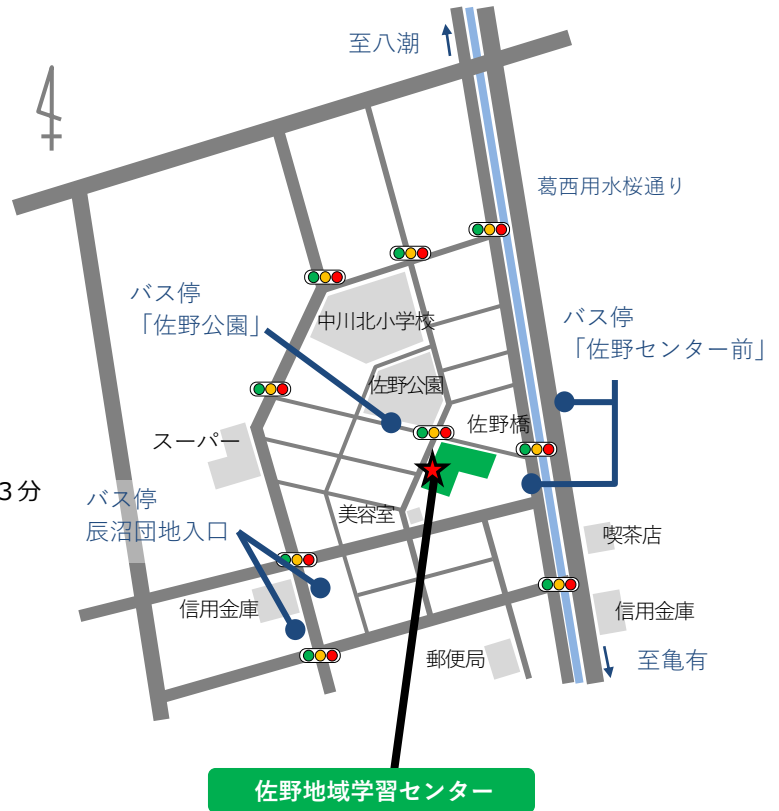 至八潮
葛西用水桜通り
バス停
「佐野公園」
中川北小学校
バス停
「佐野センター前」
佐野公園
佐野橋
スーパー
3分
バス停
辰沼団地入口
美容室
喫茶店
信用金庫
信用金庫
郵便局
至亀有
佐野地域学習センター